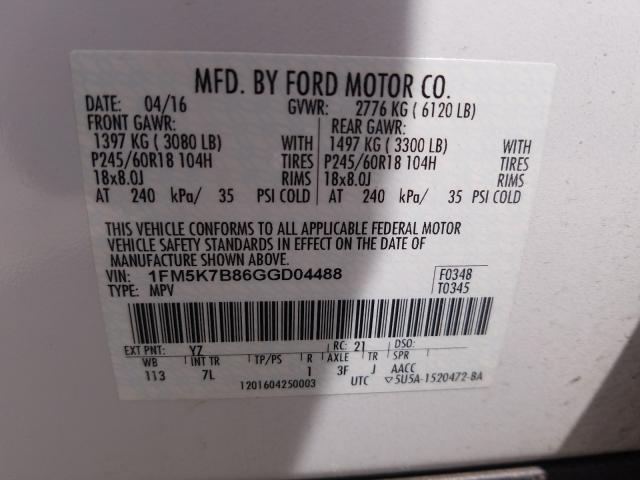 MFD. BY FORD MOTOR CO.
DATE: 04/16 GVWR: 2776 KG ( 6120 LB)
FRONT GAWR: REAR GAWR:
1397 KG ( 3080 LB) WITH 1497 KG ( 3300 LB) WITH
P245/60R18 104H TIRES P245/60R18 104H TIRES
18x8.0J RIMS 18x8.0J RIMS
AT 240 kPa/ 35 PSI COLD AT 240 kPa/ 35 PSI COLD
THIS VEHICLE CONFORMS TO ALL APPLICABLE FEDERAL MOTOR
VEHICLE SAFETY STANDARDS IN EFFECT ON THE DATE OF
MANUFACTURE SHOWN ABOVE.
VIN: 1FM5K7B86GGD04488 F0348
TYPE: MPV T0345
EXT PNT: YZ RC: 21 DSO:
WB INT TR TP/PS R AXLE TR SPR
113 7L 1 3F J AACC
1201604250003 UTC ▽5U5A-1520472-BA